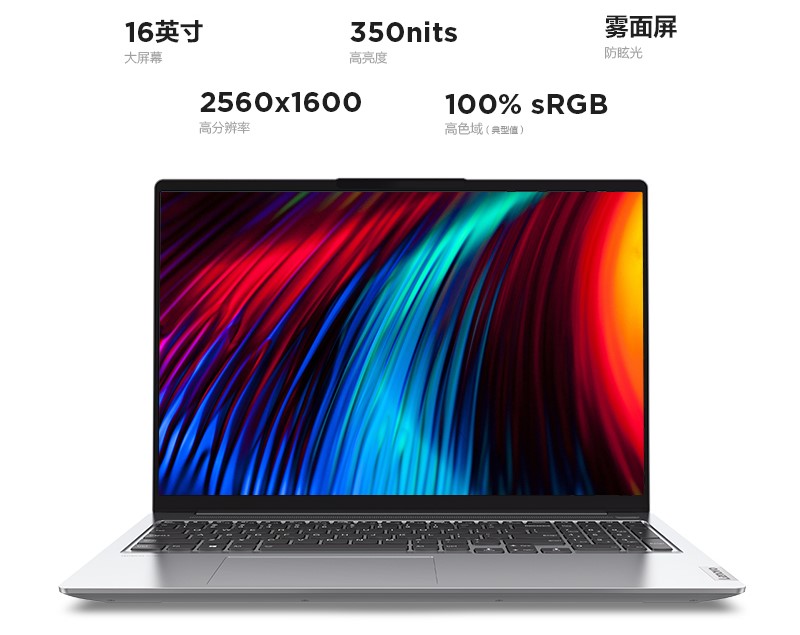 16英寸
大屏幕
350nits
高亮度
雾面屏
防眩光
2560x1600
高分辨率
100% sRGB
高色域(典型值)
Lenovo